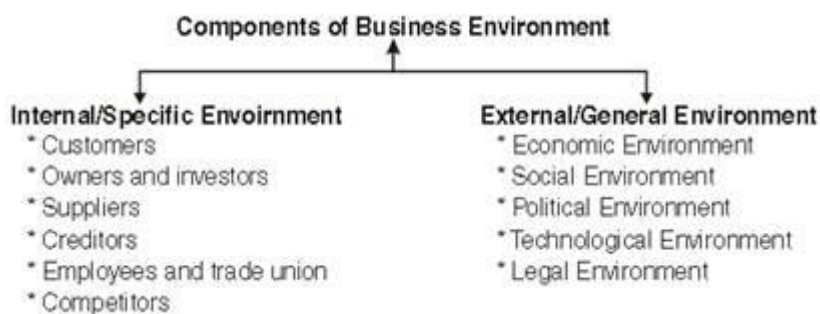 Components of Business Environment
Internal/Specific Envoirnment
* Customers
* Owners and investors
* Suppliers
* Creditors
* Employees and trade union
* Competitors
External/General Environment
* Economic Environment
* Social Environment
* Political Environment
* Technological Environment
* Legal Environment